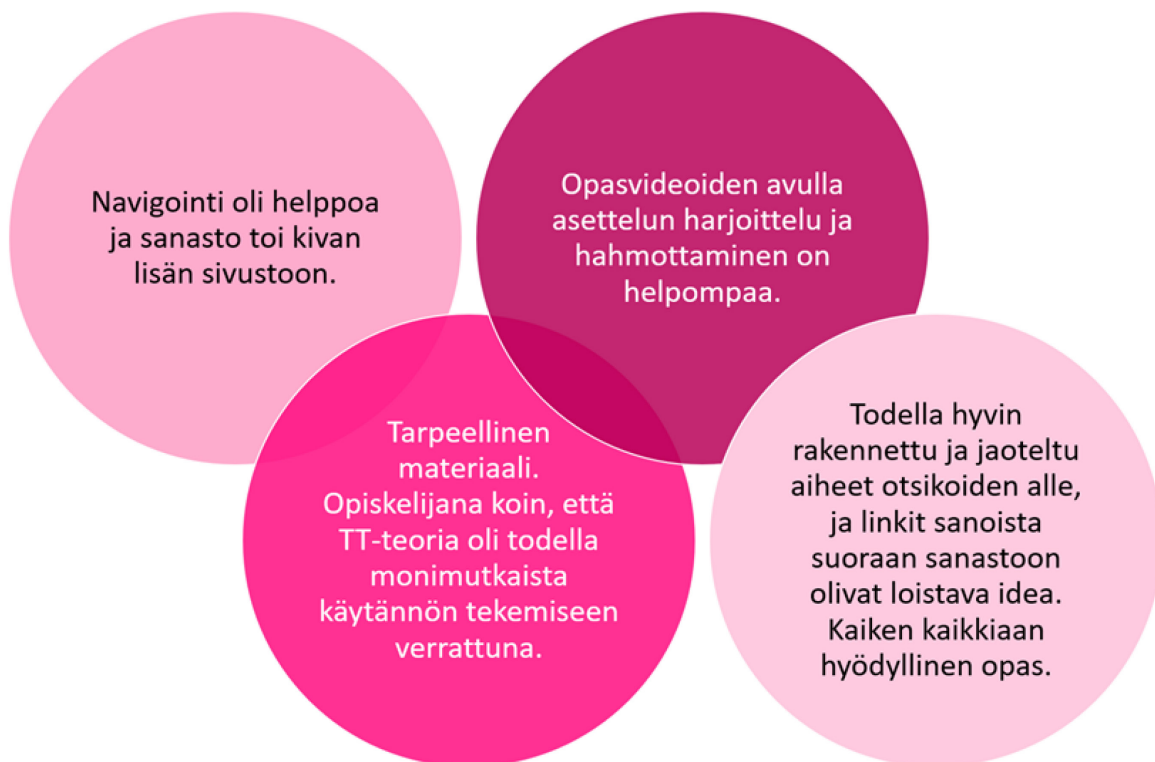 Navigointi oli helppoa
ja sanasto toi kivan
lisän sivustoon.
Opasvideoiden avulla
asettelun harjoittelu ja
hahmottaminen on
helpompaa.
Tarpeellinen
materiaali.
Opiskelijana koin, että
TT-teoria oli todella
monimutkaista
käytännön tekemiseen
verrattuna.
Todella hyvin
rakennettu ja jaoteltu
aiheet otsikoiden alle,
ja linkit sanoista
suoraan sanastoon
olivat loistava idea.
Kaiken kaikkiaan
hyödyllinen opas.